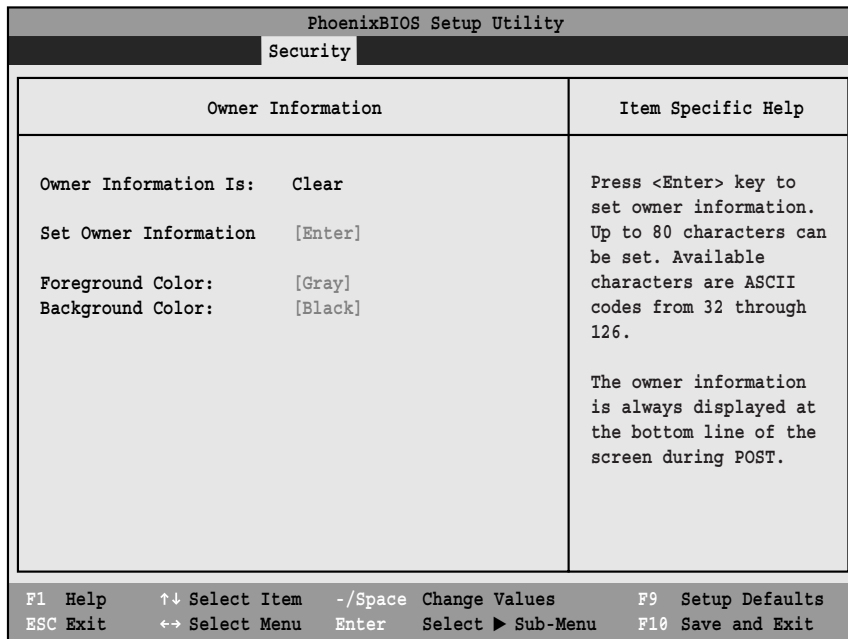 PhoenixBIOS Setup Utility
Security
Owner Information
Item Specific Help
Owner Information Is: Clear
Set Owner Information [Enter]
Foreground Color: [Gray]
Background Color: [Black]
Press <Enter> key to
set owner information.
Up to 80 characters can
be set. Available
characters are ASCII
codes from 32 through
126.
The owner information
is always displayed at
the bottom line of the
screen during POST.
F1 Help ↑↓ Select Item -/Space Change Values F9 Setup Defaults
ESC Exit ←→ Select Menu Enter Select ▶ Sub-Menu F10 Save and Exit